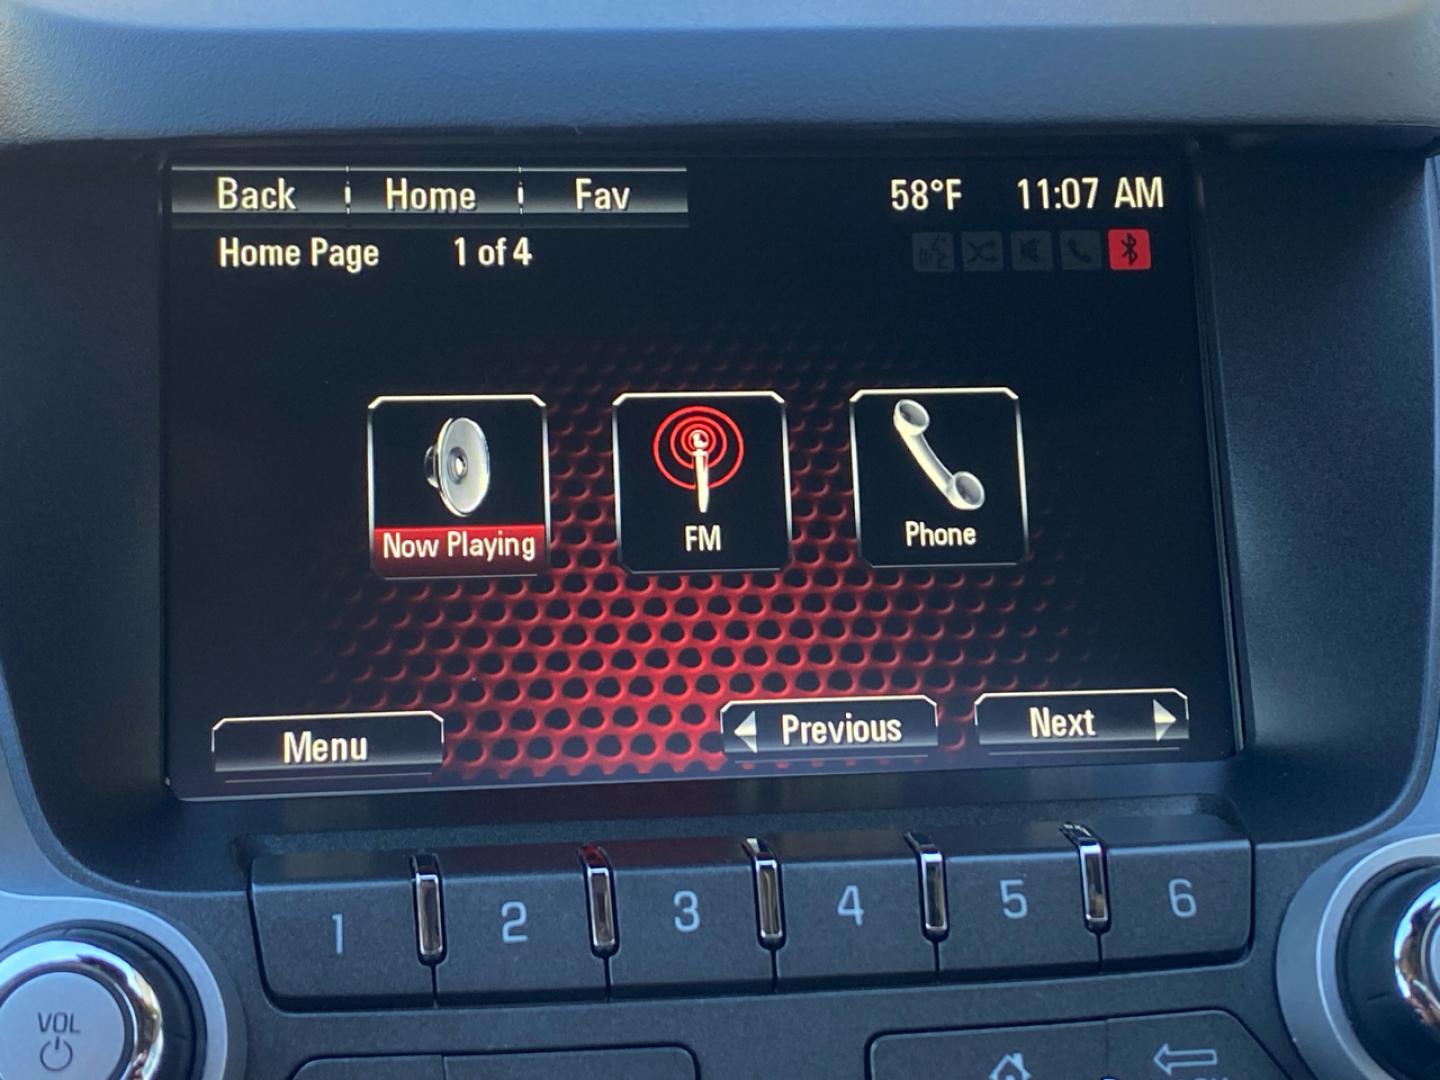 Back Home Fav 58°F 11:07 AM
Home Page 1 of 4
Now Playing FM Phone
Menu Previous Next
1 2 3 4 5 6
VOL